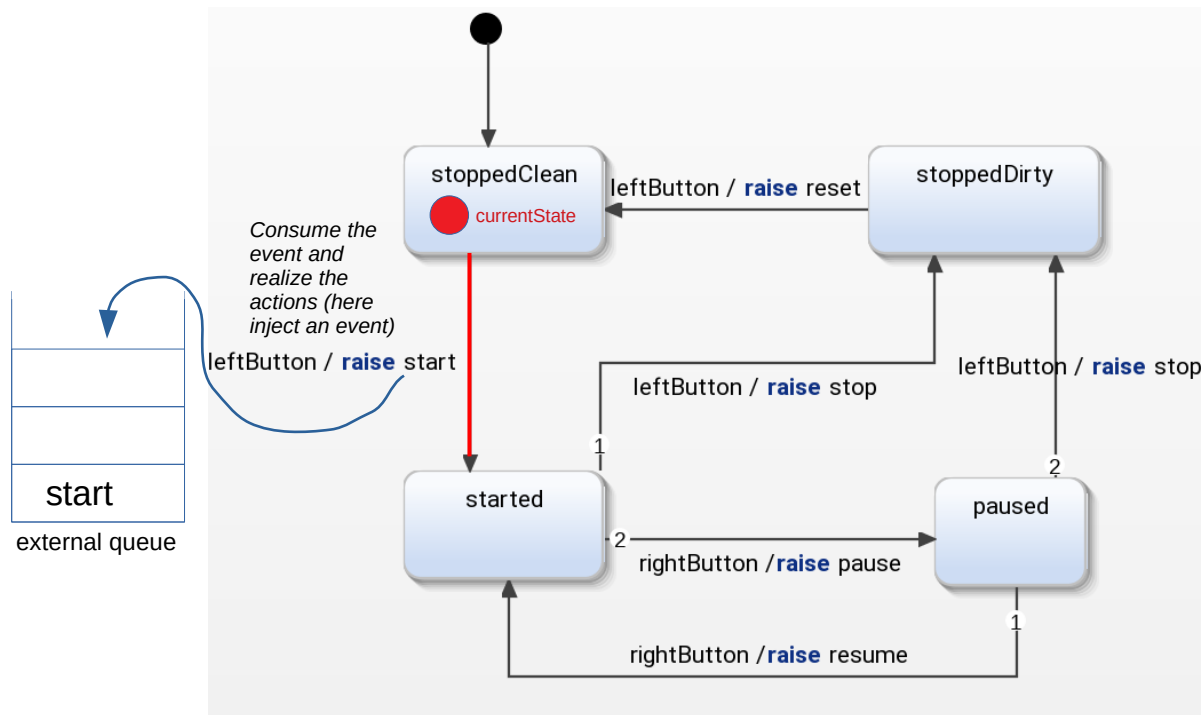 stoppedClean
currentState
leftButton / raise reset
stoppedDirty
Consume the
event and
realize the
actions (here
inject an event)
leftButton / raise start
leftButton / raise stop
leftButton / raise stop
1
2
start
external queue
started
2
rightButton /raise pause
paused
1
rightButton /raise resume